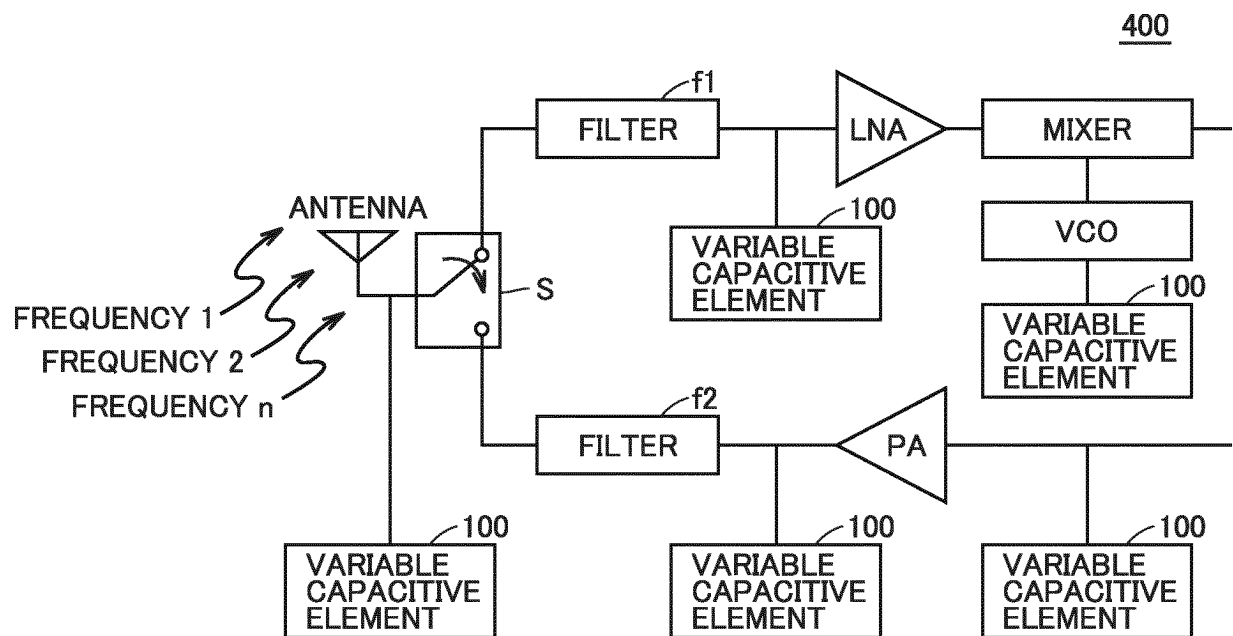 400
f1
FILTER
LNA
MIXER
ANTENNA
100
VARIABLE
CAPACITIVE
ELEMENT
VCO
S
FREQUENCY 1
FREQUENCY 2
FREQUENCY n
100
VARIABLE
CAPACITIVE
ELEMENT
f2
FILTER
PA
100
VARIABLE
CAPACITIVE
ELEMENT
100
VARIABLE
CAPACITIVE
ELEMENT
100
VARIABLE
CAPACITIVE
ELEMENT